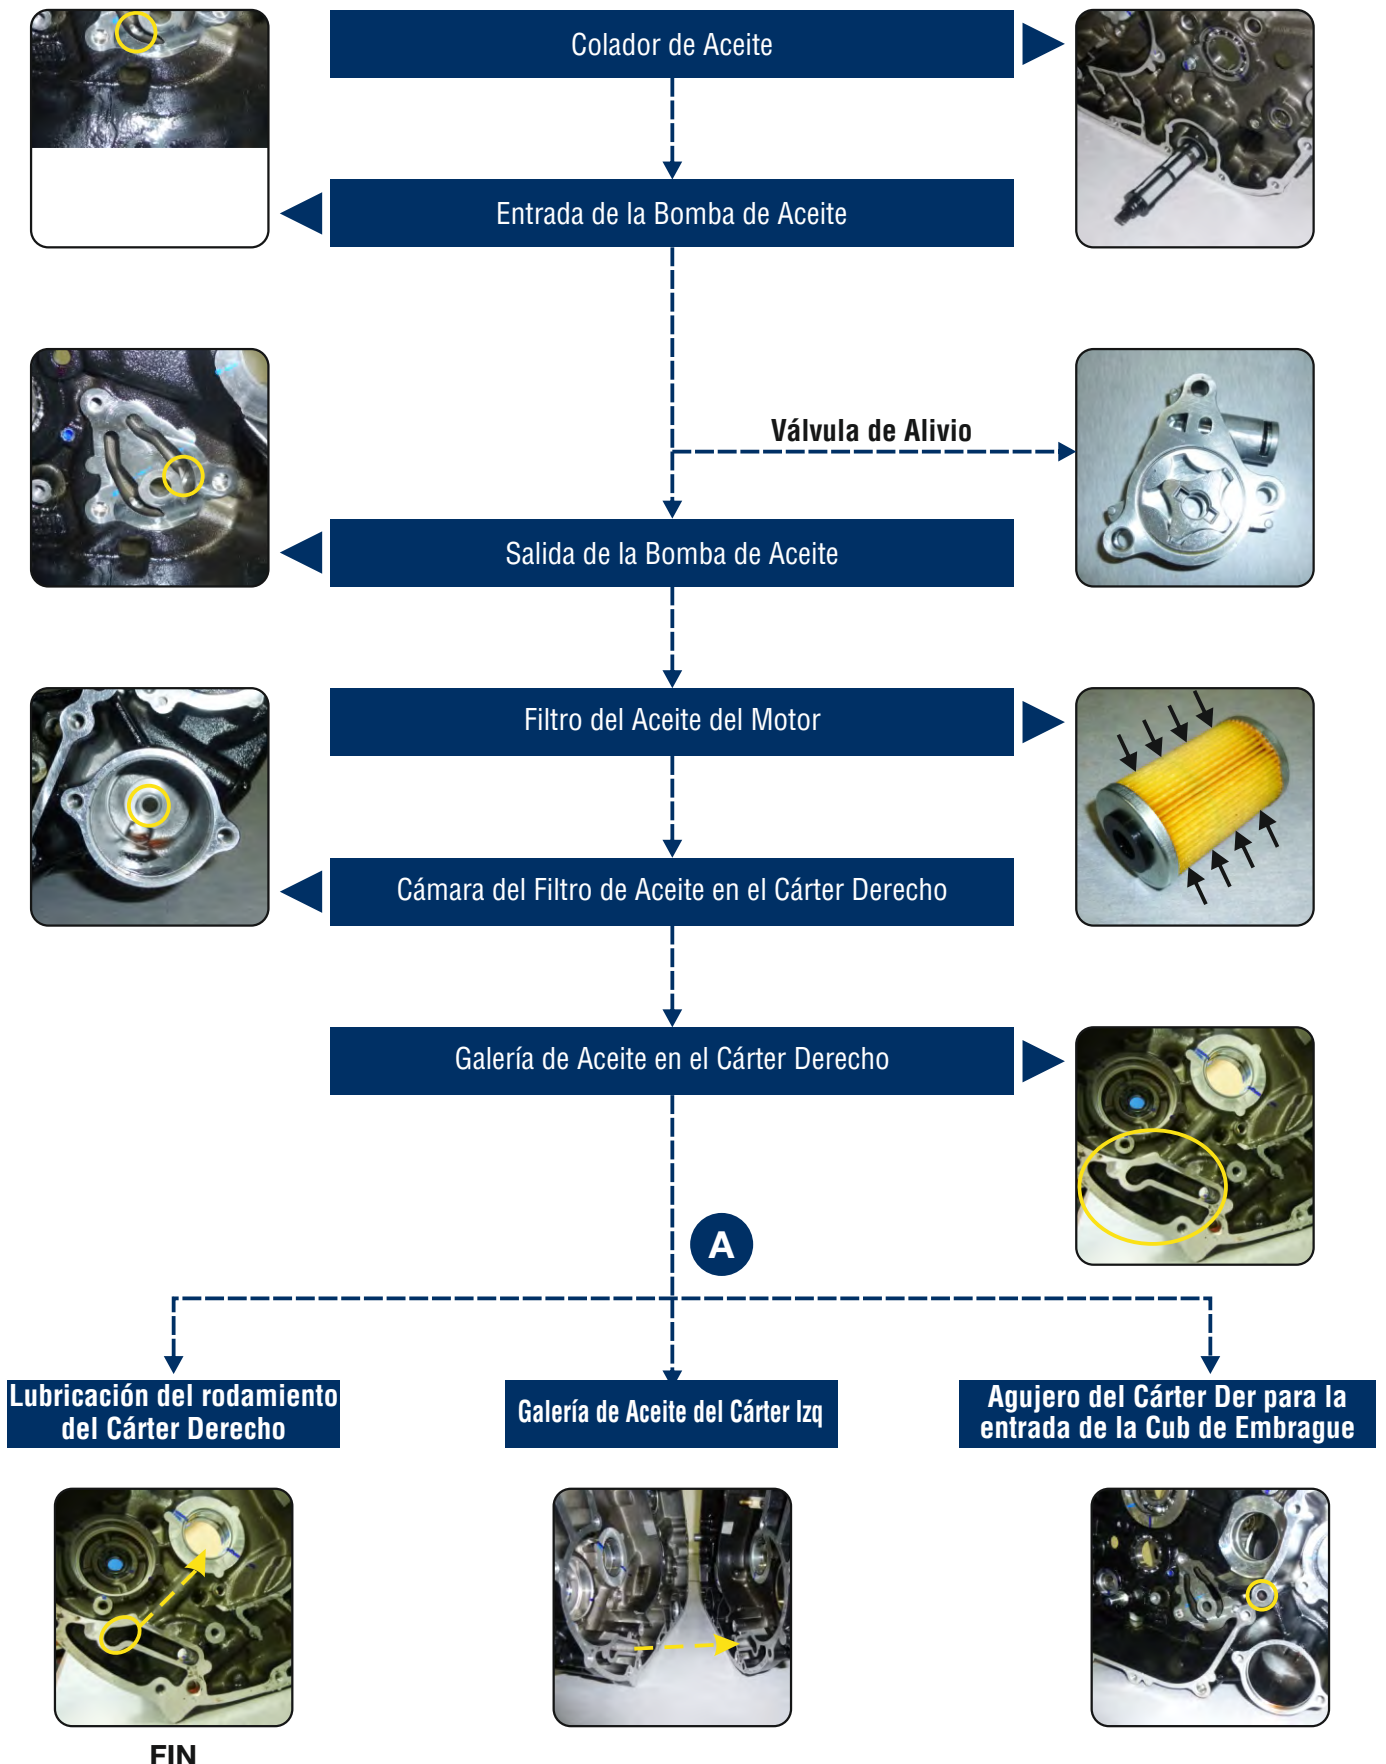 Colador de Aceite
Entrada de la Bomba de Aceite
Válvula de Alivio
Salida de la Bomba de Aceite
Filtro del Aceite del Motor
Cámara del Filtro de Aceite en el Cárter Derecho
Galería de Aceite en el Cárter Derecho
A
Lubricación del rodamiento
del Cárter Derecho
Galería de Aceite del Cárter Izq
Agujero del Cárter Der para la
entrada de la Cub de Embrague
FIN